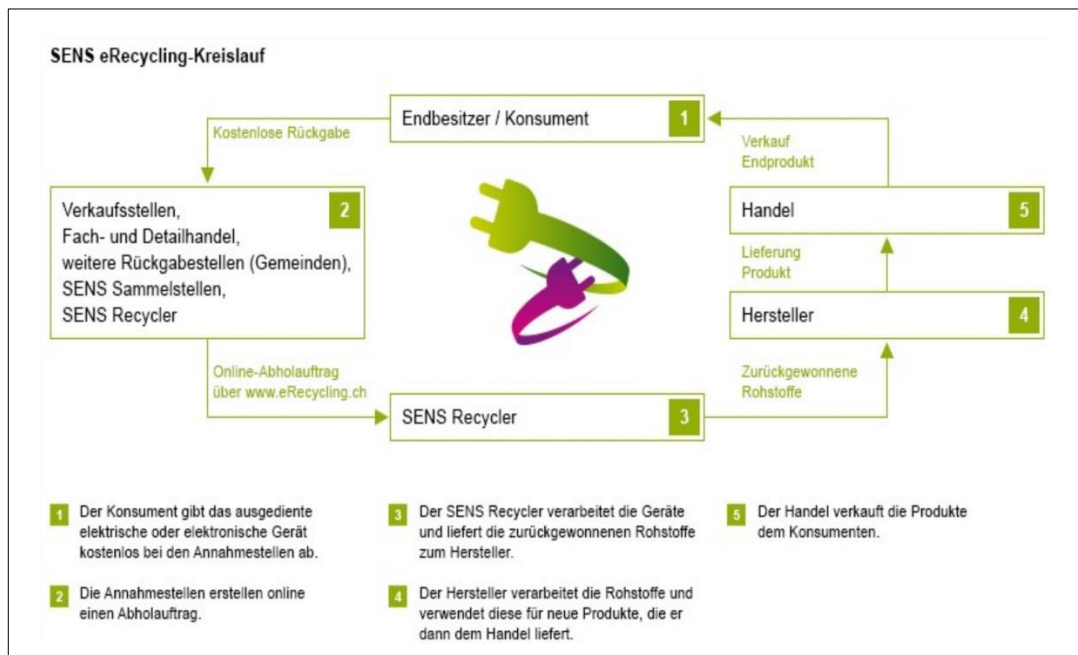 SENS eRecycling-Kreislauf
Endbesitzer / Konsument
1
Kostenlose Rückgabe
Verkauf
Endprodukt
Verkaufsstellen,
Fach- und Detailhandel,
weitere Rückgabestellen (Gemeinden),
SENS Sammelstellen,
SENS Recycler
2
Handel
5
Lieferung
Produkt
Hersteller
4
Online-Abholauftrag
über www.eRecycling.ch
Zurückgewonnene
Rohstoffe
SENS Recycler
3
1 Der Konsument gibt das ausgediente
elektrische oder elektronische Gerät
kostenlos bei den Annahmestellen ab.
2 Die Annahmestellen erstellen online
einen Abholauftrag.
3 Der SENS Recycler verarbeitet die Geräte
und liefert die zurückgewonnenen Rohstoffe
zum Hersteller.
4 Der Hersteller verarbeitet die Rohstoffe und
verwendet diese für neue Produkte, die er
dann dem Handel liefert.
5 Der Handel verkauft die Produkte
dem Konsumenten.